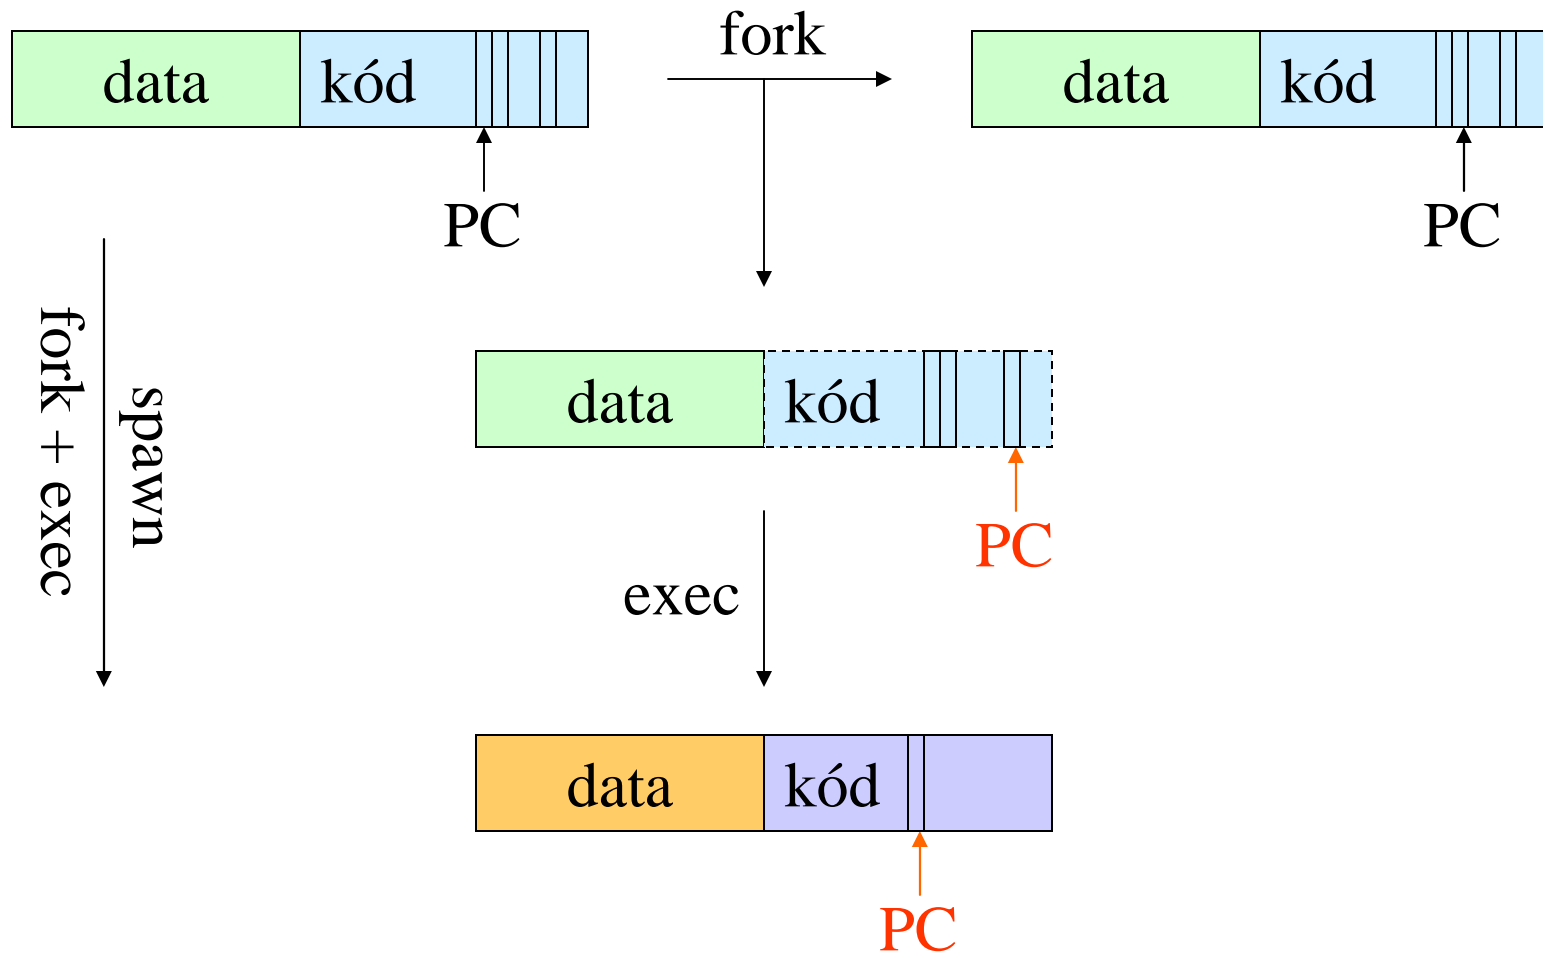 data kód
fork
data kód
PC
PC
fork + exec
spawn
data kód
PC
exec
data kód
PC